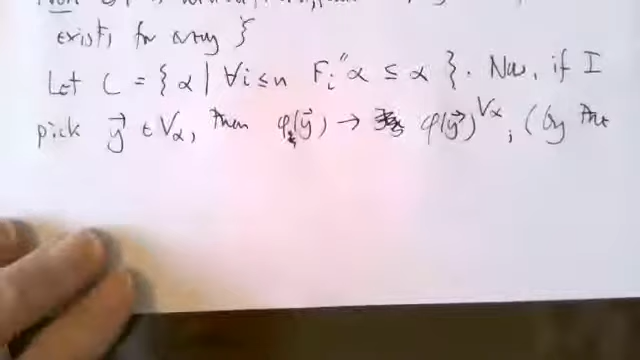 exists, for every ξ
Let C = { α | ∀i≤n F_i"α ⊆ α }. Now, if I
pick y⃗ ∈ V_α, then φ(y⃗) → φ(y⃗)^{V_α}, (by the